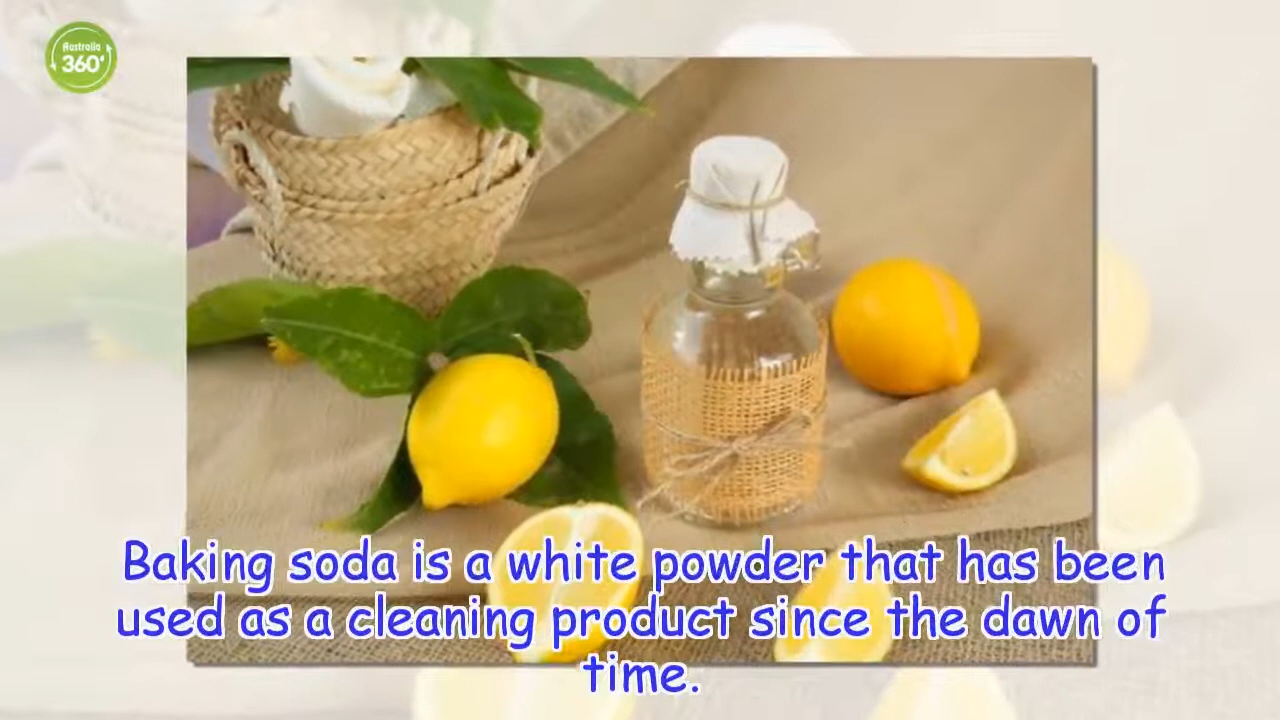 Australia
360°
Baking soda is a white powder that has been
used as a cleaning product since the dawn of
time.